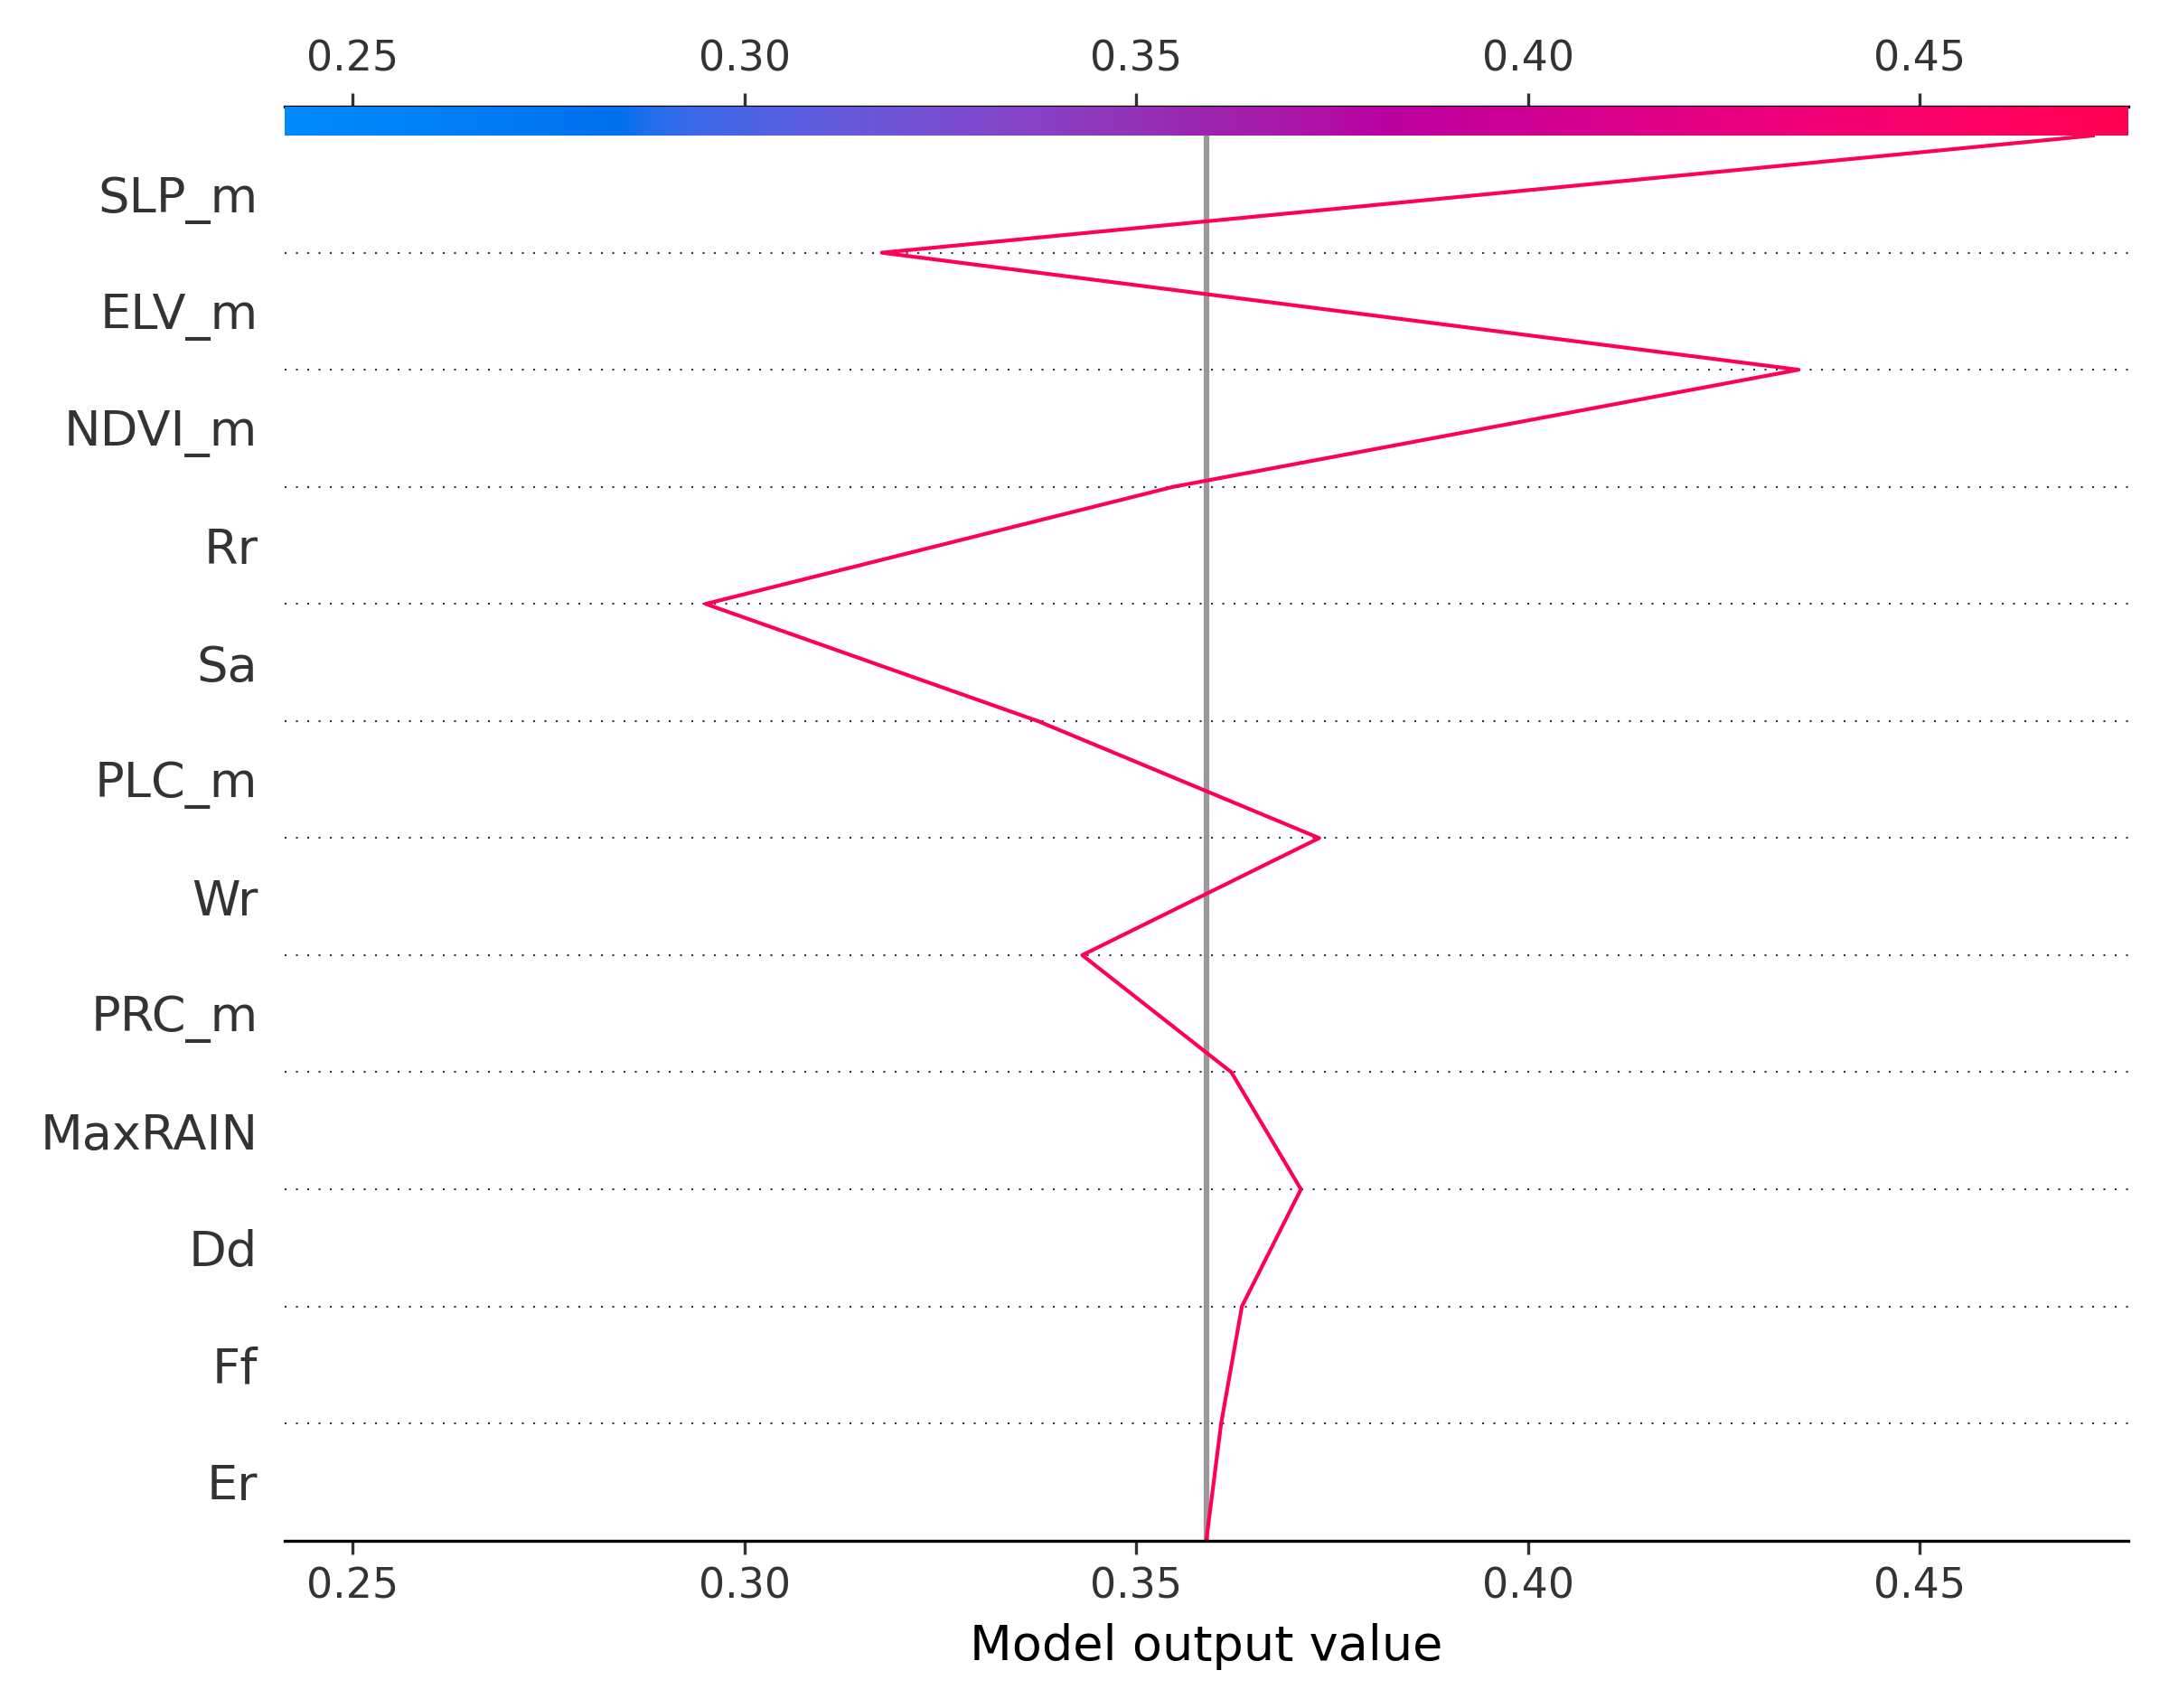 0.25 0.30 0.35 0.40 0.45
SLP_m
ELV_m
NDVI_m
Rr
Sa
PLC_m
Wr
PRC_m
MaxRAIN
Dd
Ff
Er
0.25 0.30 0.35 0.40 0.45
Model output value